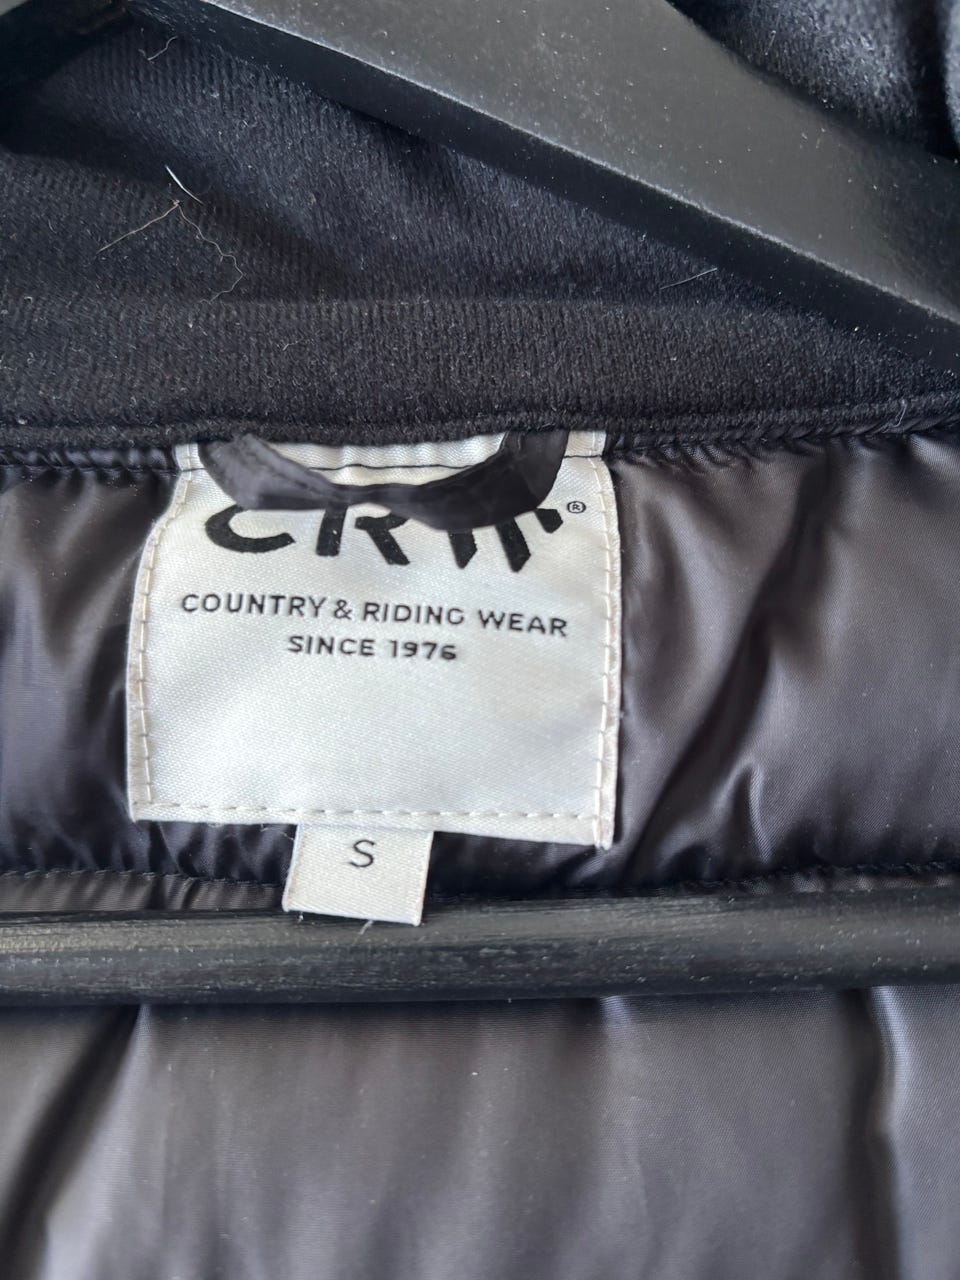 CRW®
COUNTRY & RIDING WEAR
SINCE 1976
S